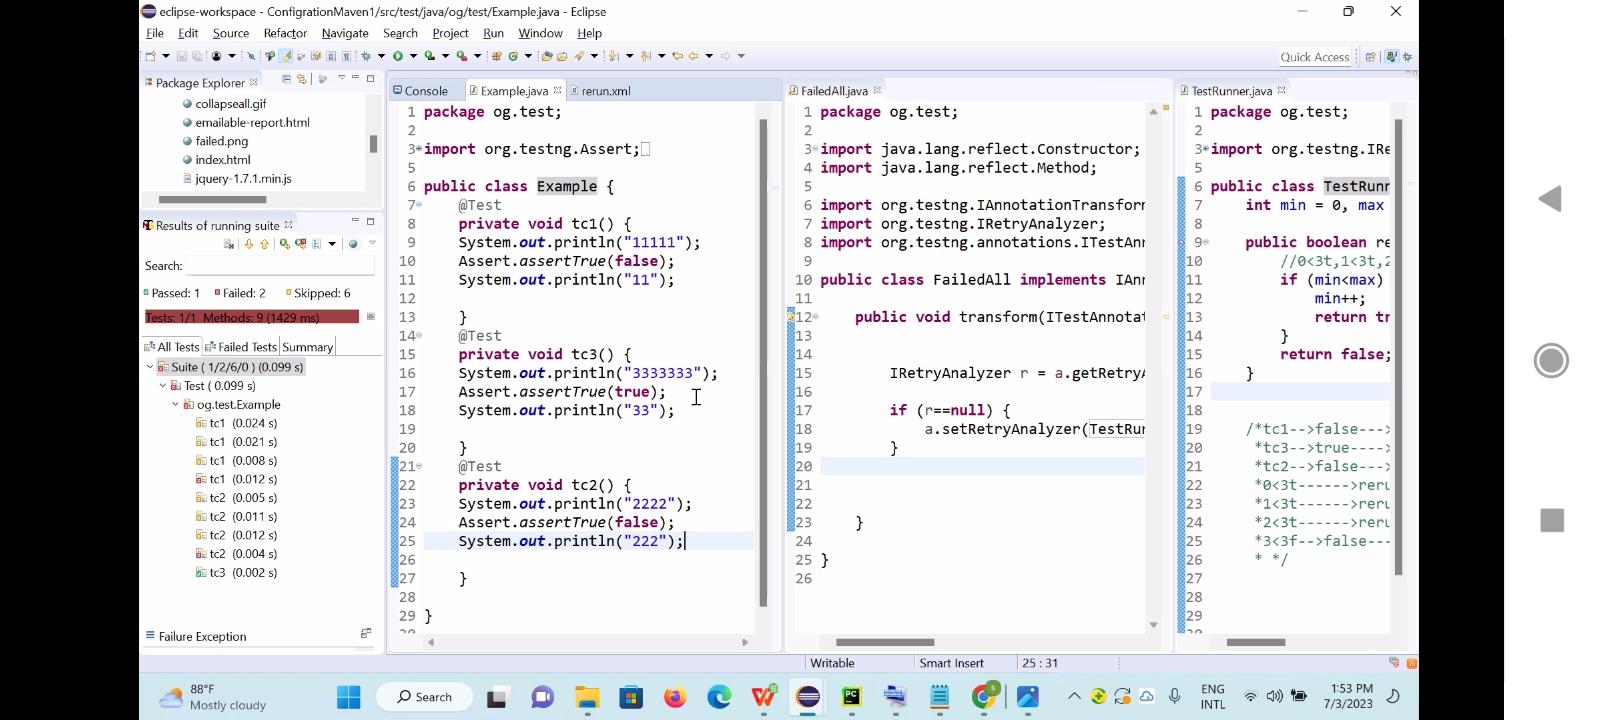 eclipse-workspace - ConfigrationMaven1/src/test/java/og/test/Example.java - Eclipse
File Edit Source Refactor Navigate Search Project Run Window Help
Quick Access
Package Explorer
collapseall.gif
emailable-report.html
failed.png
index.html
jquery-1.7.1.min.js
Results of running suite
Search:
Passed: 1 Failed: 2 Skipped: 6
Tests: 1/1 Methods: 9 (1429 ms)
All Tests Failed Tests Summary
Suite ( 1/2/6/0 ) (0.099 s)
Test ( 0.099 s)
og.test.Example
tc1 (0.024 s)
tc1 (0.021 s)
tc1 (0.008 s)
tc1 (0.012 s)
tc2 (0.005 s)
tc2 (0.011 s)
tc2 (0.012 s)
tc2 (0.004 s)
tc3 (0.002 s)
Failure Exception
Console Example.java rerun.xml
1 package og.test;
2
3 import org.testng.Assert;
5
6 public class Example {
7 @Test
8 private void tc1() {
9 System.out.println("11111");
10 Assert.assertTrue(false);
11 System.out.println("11");
12
13 }
14 @Test
15 private void tc3() {
16 System.out.println("3333333");
17 Assert.assertTrue(true);
18 System.out.println("33");
19
20 }
21 @Test
22 private void tc2() {
23 System.out.println("2222");
24 Assert.assertTrue(false);
25 System.out.println("222");
26
27 }
28
29 }
FailedAll.java
1 package og.test;
2
3 import java.lang.reflect.Constructor;
4 import java.lang.reflect.Method;
5
6 import org.testng.IAnnotationTransforn
7 import org.testng.IRetryAnalyzer;
8 import org.testng.annotations.ITestAnn
9
10 public class FailedAll implements IAnn
11
12 public void transform(ITestAnnotat
13
14
15 IRetryAnalyzer r = a.getRetryA
16
17 if (r==null) {
18 a.setRetryAnalyzer(TestRun
19 }
20
21
22
23 }
24
25 }
26
TestRunner.java
1 package og.test;
2
3 import org.testng.IRe
5
6 public class TestRunn
7 int min = 0, max
8
9 public boolean re
10 //0<3t,1<3t,2
11 if (min<max)
12 min++;
13 return tr
14 }
15 return false;
16 }
17
18
19 /*tc1-->false--->
20 *tc3-->true---->
21 *tc2-->false--->
22 *0<3t------>reru
23 *1<3t------>reru
24 *2<3t------>reru
25 *3<3f-->false---
26 * */
27
28
29
Writable Smart Insert 25 : 31
88°F
Mostly cloudy
Search
ENG
INTL
1:53 PM
7/3/2023